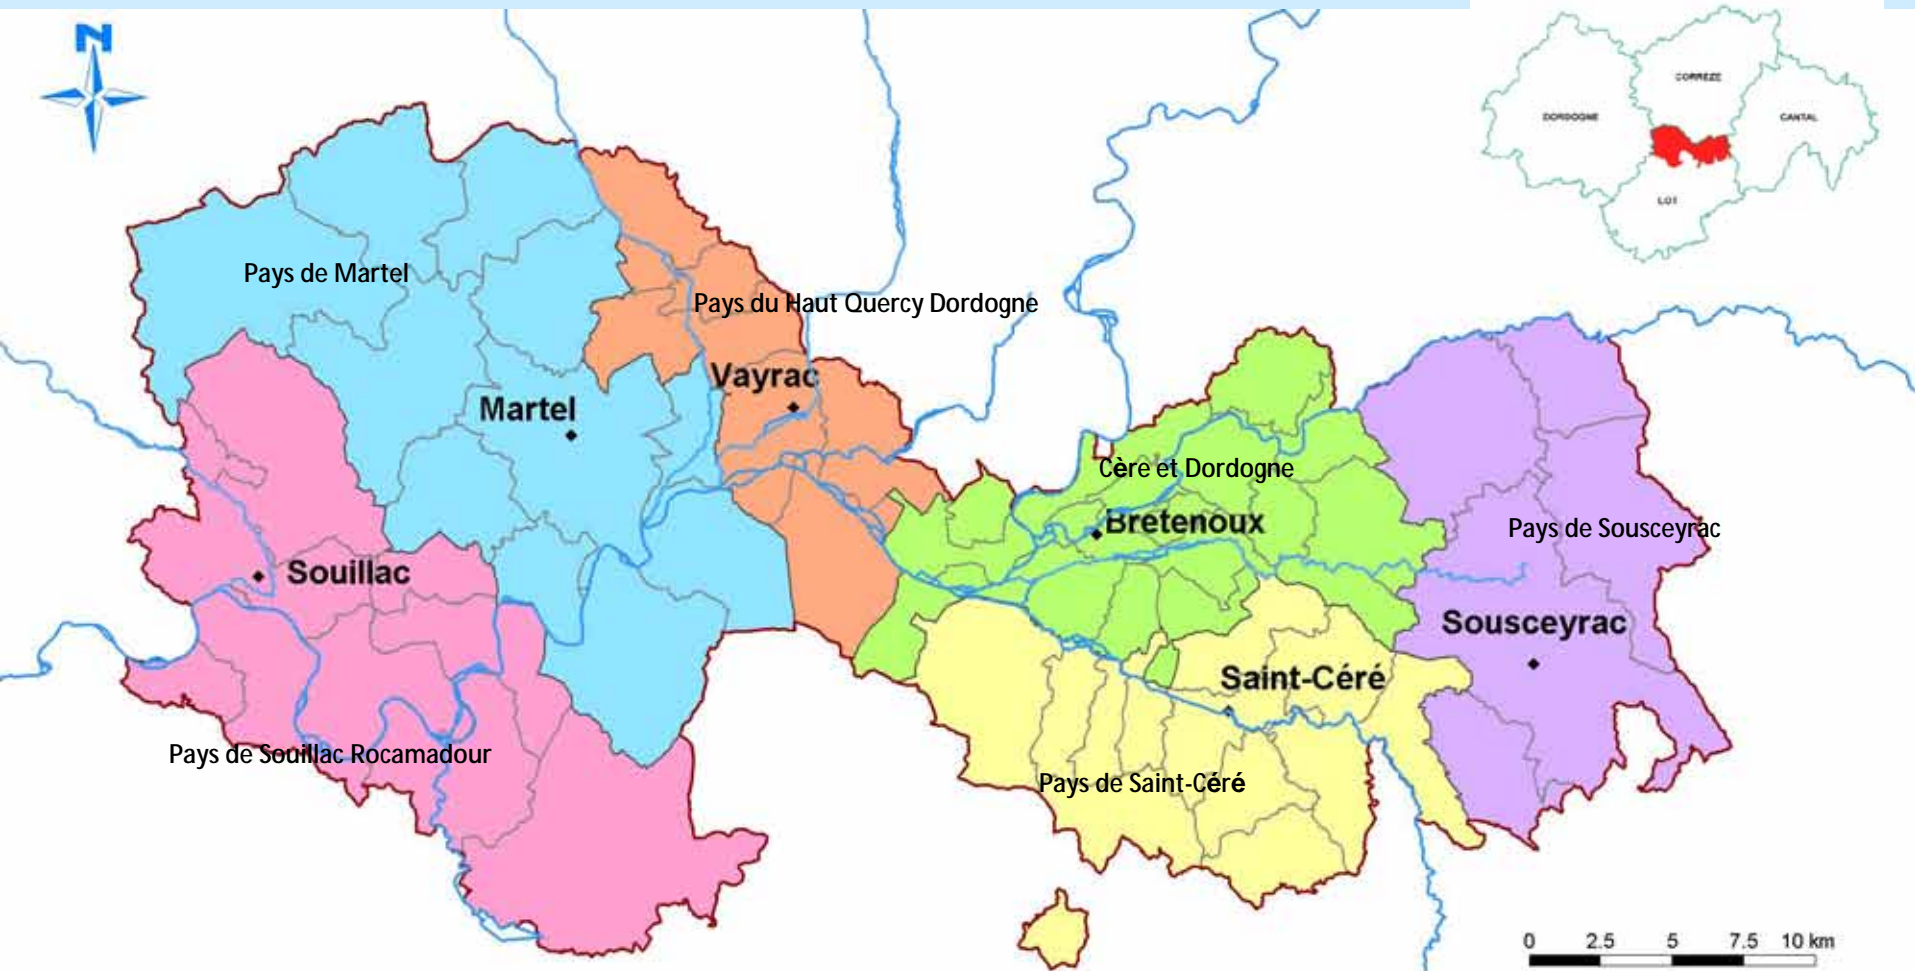 N
CORREZE
DORDOGNE
CANTAL
LOT
Pays de Martel
Pays du Haut Quercy Dordogne
Vayrac
Martel
Cère et Dordogne
Bretenoux
Pays de Sousceyrac
Souillac
Sousceyrac
Saint-Céré
Pays de Souillac Rocamadour
Pays de Saint-Céré
0 2.5 5 7.5 10 km